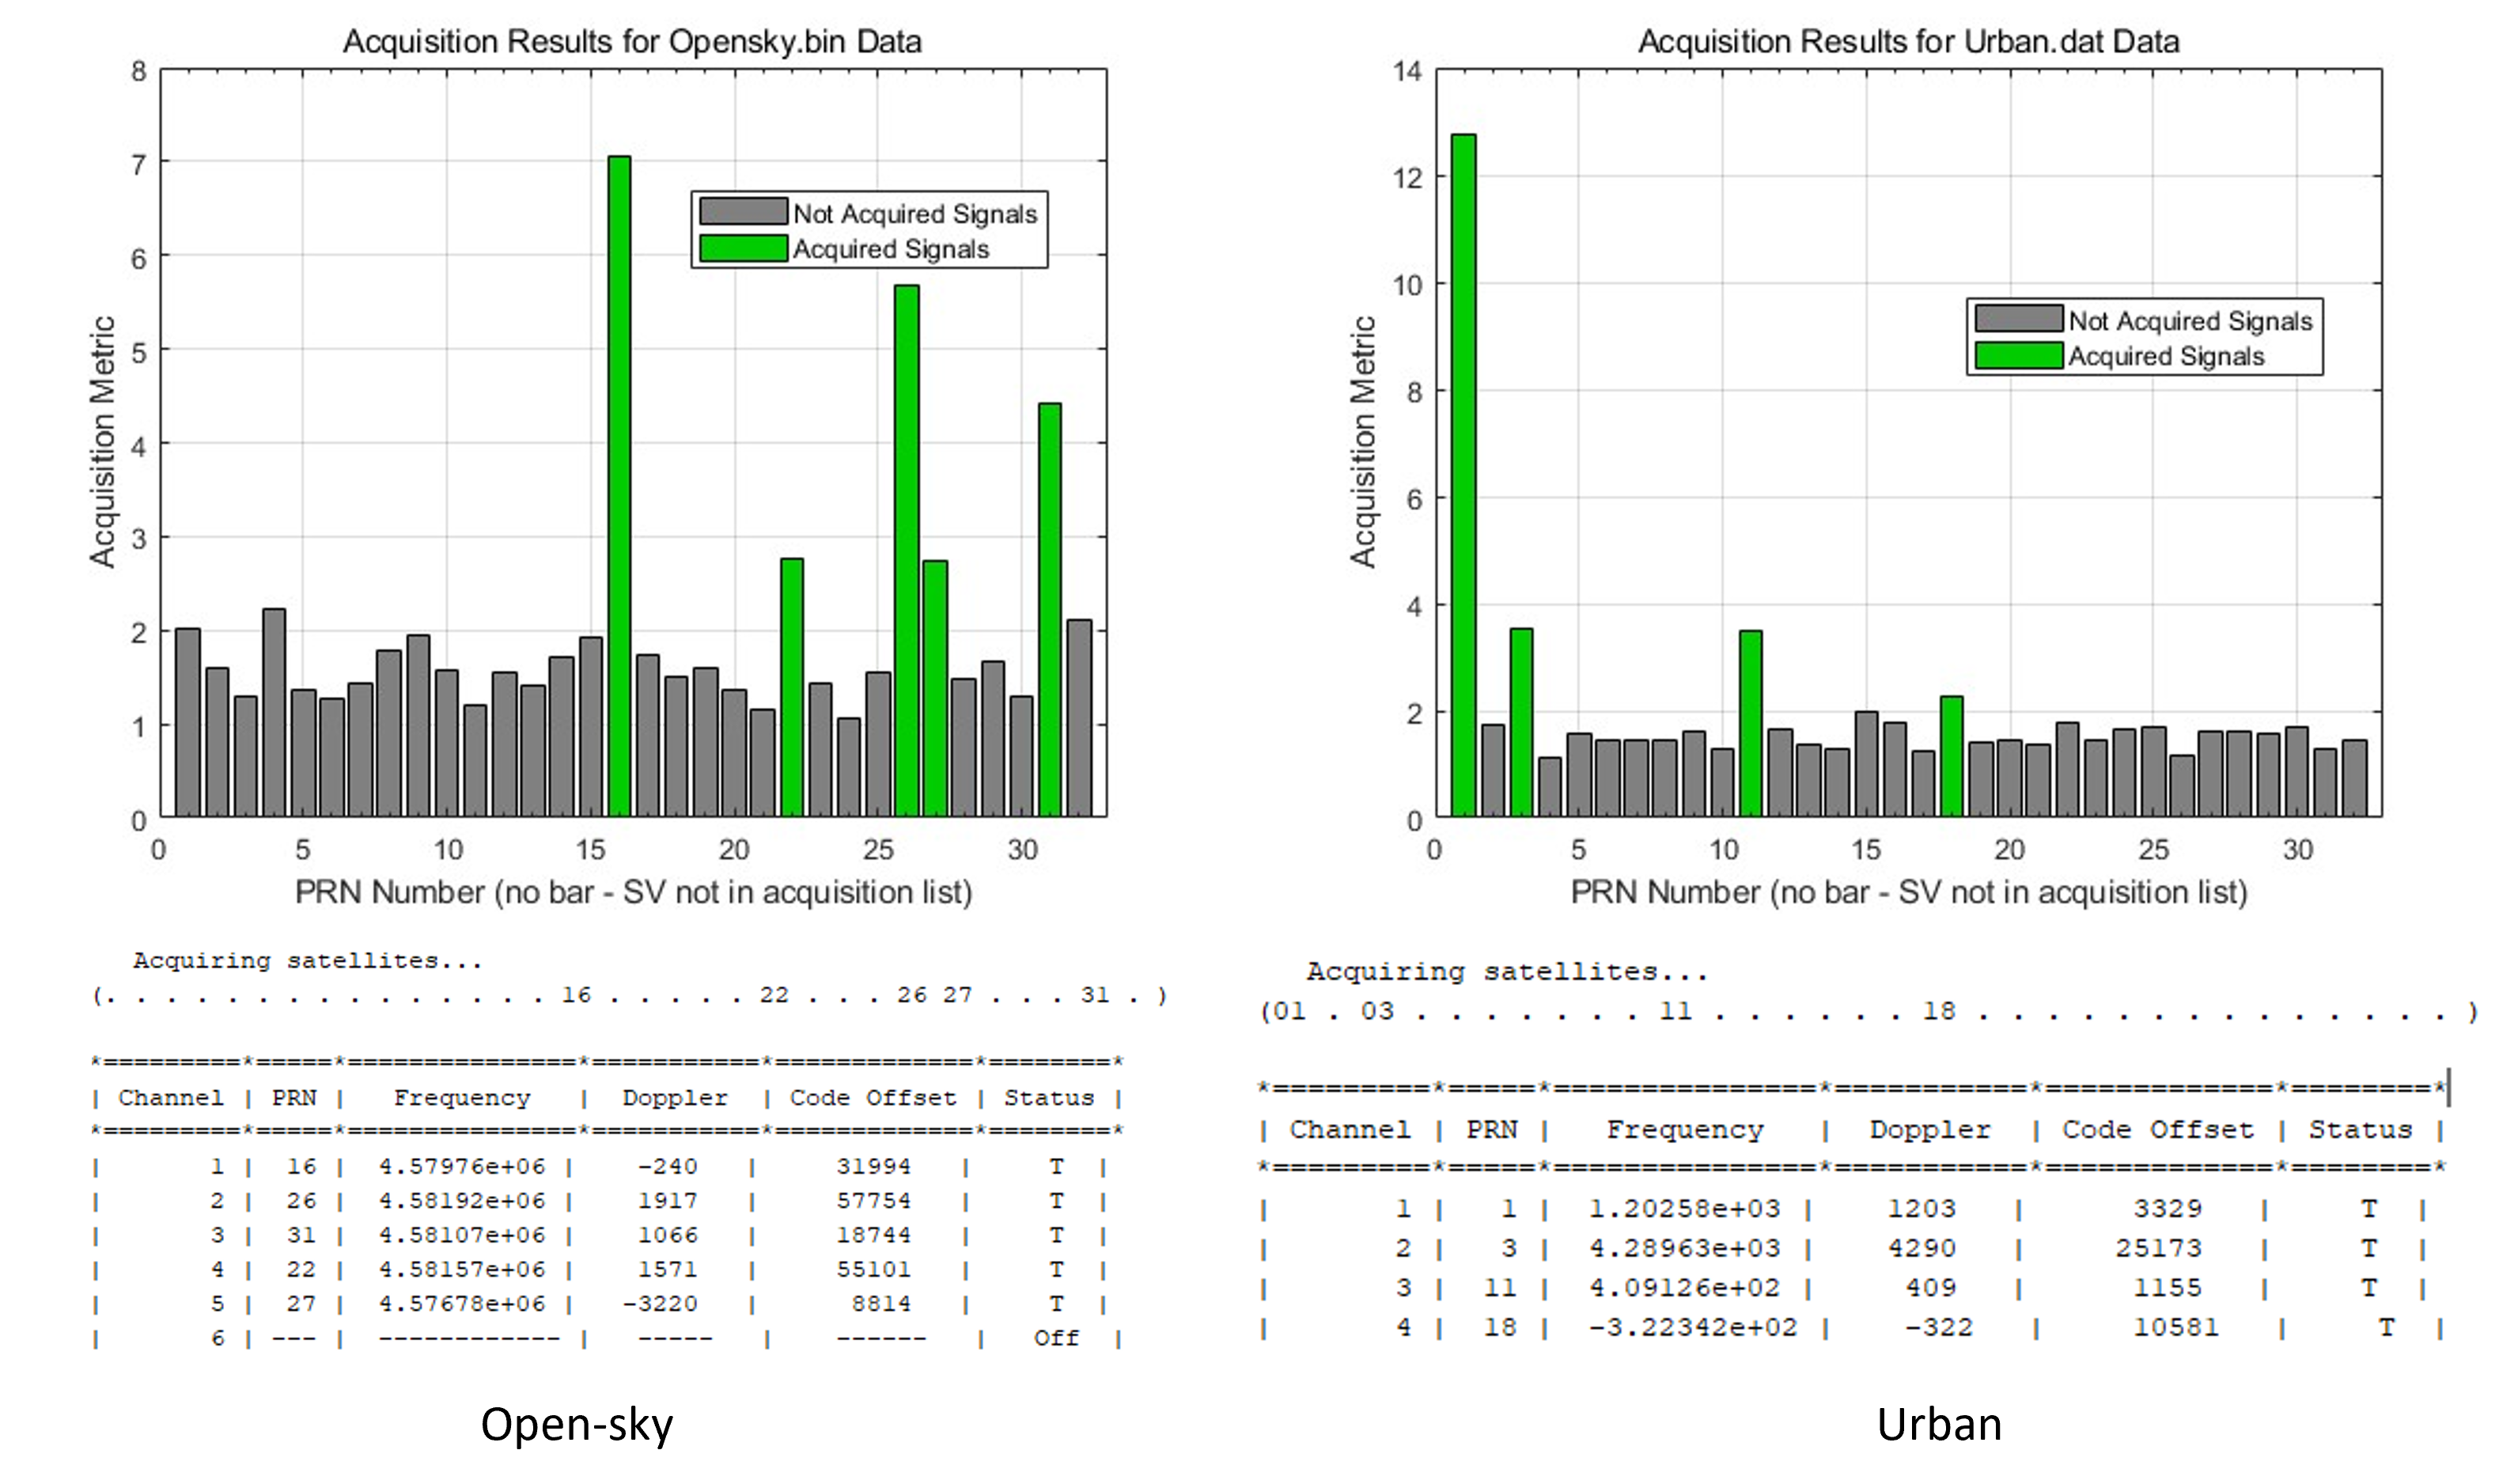 Acquisition Results for Opensky.bin Data
8
7
6
5
4
3
2
1
0
Acquisition Metric
Not Acquired Signals
Acquired Signals
0 5 10 15 20 25 30
PRN Number (no bar - SV not in acquisition list)
Acquiring satellites...
(. . . . . . . . . . . . . . . 16 . . . . . 22 . . . 26 27 . . . 31 . )
*=========*=====*===============*===========*=============*========*
| Channel | PRN | Frequency | Doppler | Code Offset | Status |
*=========*=====*===============*===========*=============*========*
| 1 | 16 | 4.57976e+06 | -240 | 31994 | T |
| 2 | 26 | 4.58192e+06 | 1917 | 57754 | T |
| 3 | 31 | 4.58107e+06 | 1066 | 18744 | T |
| 4 | 22 | 4.58157e+06 | 1571 | 55101 | T |
| 5 | 27 | 4.57678e+06 | -3220 | 8814 | T |
| 6 | --- | ------------ | ----- | ------ | Off |
Open-sky
Acquisition Results for Urban.dat Data
14
12
10
8
6
4
2
0
Acquisition Metric
Not Acquired Signals
Acquired Signals
0 5 10 15 20 25 30
PRN Number (no bar - SV not in acquisition list)
Acquiring satellites...
(01 . 03 . . . . . . . 11 . . . . . . 18 . . . . . . . . . . . . . . )
*=========*=====*===============*===========*=============*========*
| Channel | PRN | Frequency | Doppler | Code Offset | Status |
*=========*=====*===============*===========*=============*========*
| 1 | 1 | 1.20258e+03 | 1203 | 3329 | T |
| 2 | 3 | 4.28963e+03 | 4290 | 25173 | T |
| 3 | 11 | 4.09126e+02 | 409 | 1155 | T |
| 4 | 18 | -3.22342e+02 | -322 | 10581 | T |
Urban